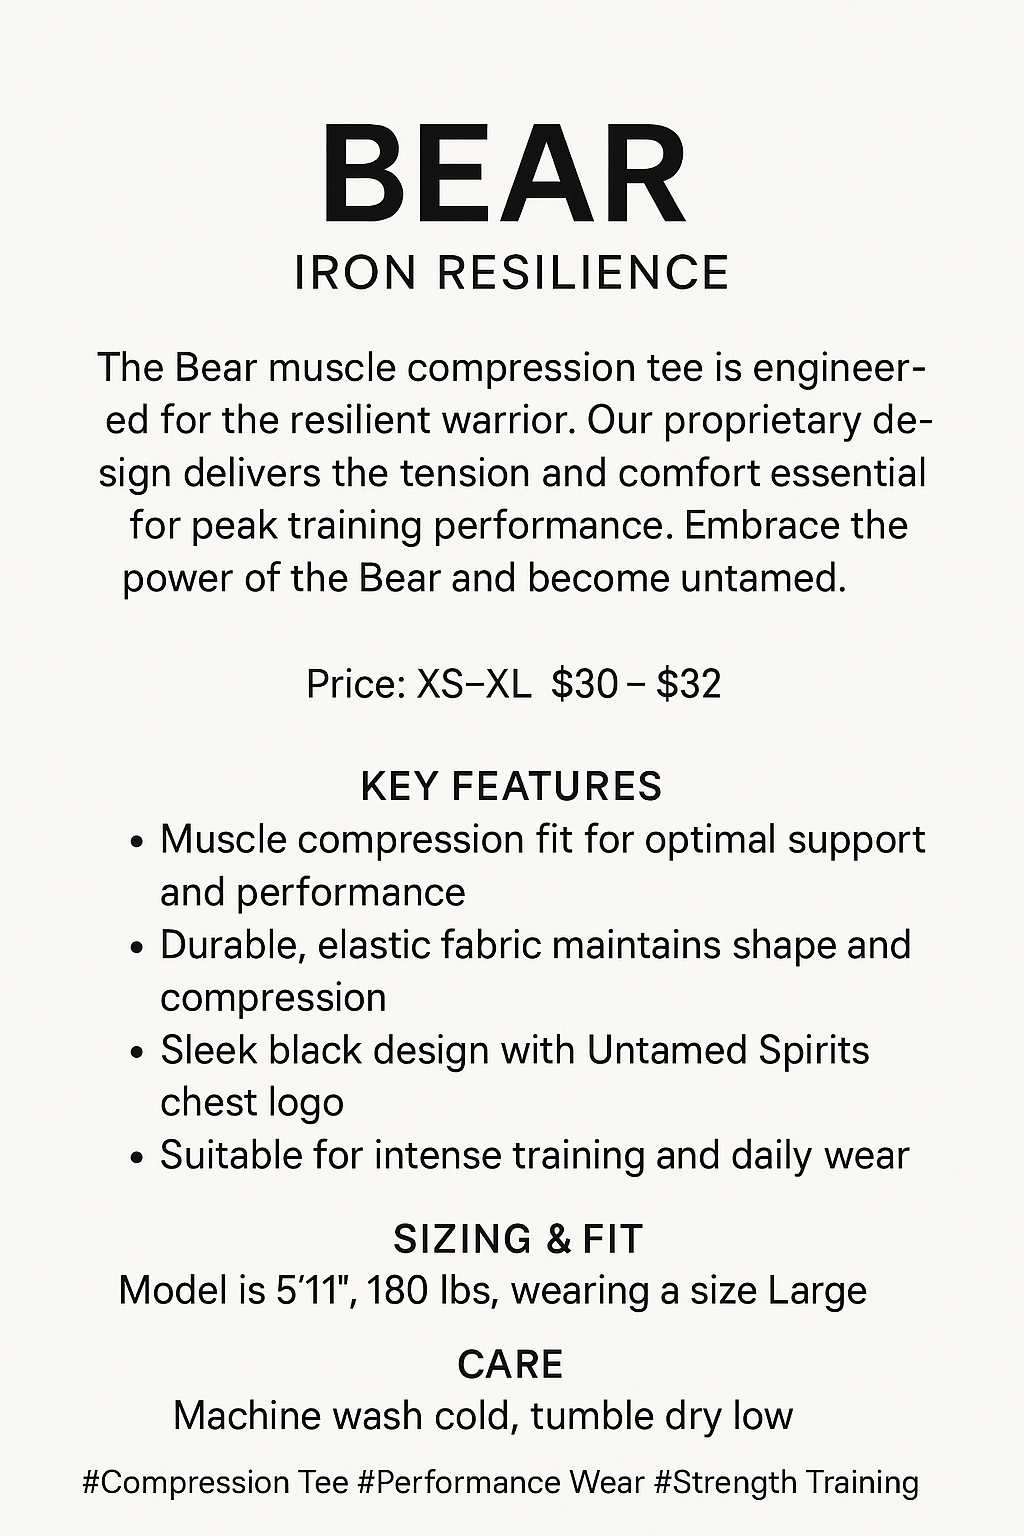 BEAR
IRON RESILIENCE
The Bear muscle compression tee is engineer-
ed for the resilient warrior. Our proprietary de-
sign delivers the tension and comfort essential
for peak training performance. Embrace the
power of the Bear and become untamed.
Price: XS–XL $30 – $32
KEY FEATURES
• Muscle compression fit for optimal support
and performance
• Durable, elastic fabric maintains shape and
compression
• Sleek black design with Untamed Spirits
chest logo
• Suitable for intense training and daily wear
SIZING & FIT
Model is 5′11", 180 lbs, wearing a size Large
CARE
Machine wash cold, tumble dry low
#Compression Tee #Performance Wear #Strength Training